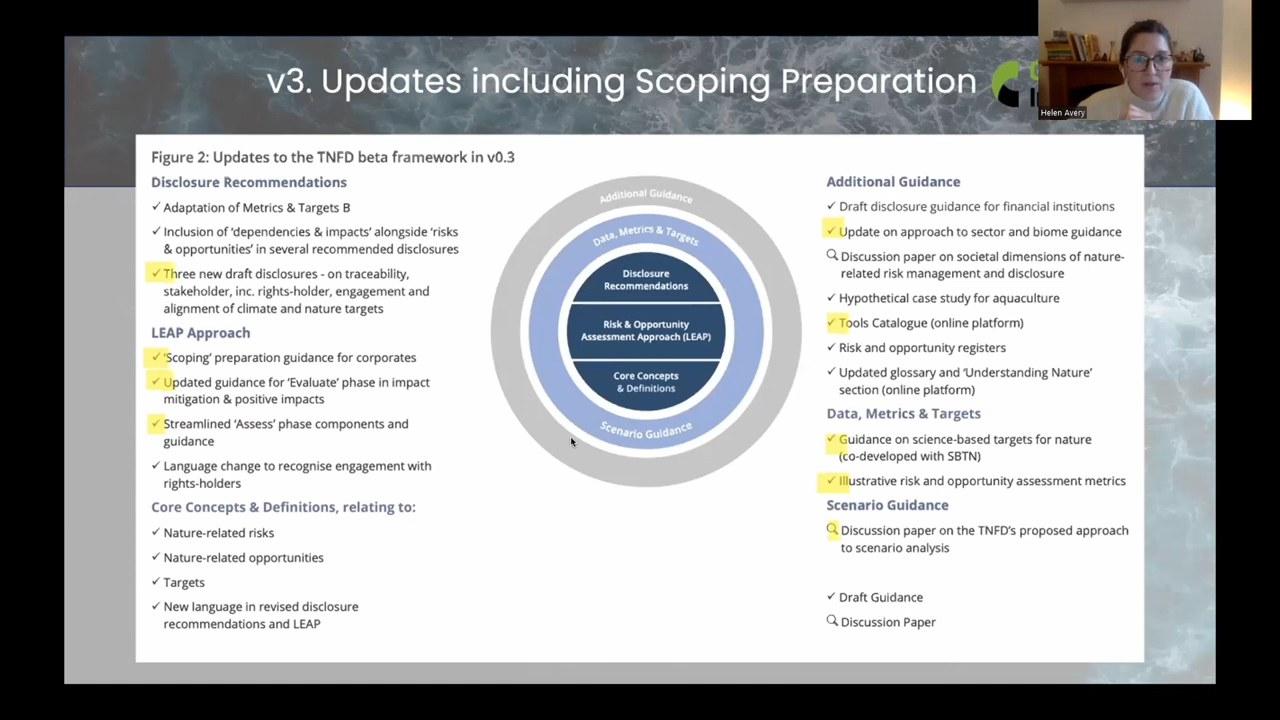 v3. Updates including Scoping Preparation
Helen Avery
Figure 2: Updates to the TNFD beta framework in v0.3
Disclosure Recommendations
✓ Adaptation of Metrics & Targets B
✓ Inclusion of ‘dependencies & impacts’ alongside ‘risks
& opportunities’ in several recommended disclosures
✓ Three new draft disclosures - on traceability,
stakeholder, inc. rights-holder, engagement and
alignment of climate and nature targets
LEAP Approach
✓ ‘Scoping’ preparation guidance for corporates
✓ Updated guidance for ‘Evaluate’ phase in impact
mitigation & positive impacts
✓ Streamlined ‘Assess’ phase components and
guidance
✓ Language change to recognise engagement with
rights-holders
Core Concepts & Definitions, relating to:
✓ Nature-related risks
✓ Nature-related opportunities
✓ Targets
✓ New language in revised disclosure
recommendations and LEAP
Additional Guidance
Data, Metrics & Targets
Disclosure
Recommendations
Risk & Opportunity
Assessment Approach (LEAP)
Core Concepts
& Definitions
Scenario Guidance
Additional Guidance
✓ Draft disclosure guidance for financial institutions
✓ Update on approach to sector and biome guidance
Discussion paper on societal dimensions of nature-
related risk management and disclosure
✓ Hypothetical case study for aquaculture
✓ Tools Catalogue (online platform)
✓ Risk and opportunity registers
✓ Updated glossary and ‘Understanding Nature’
section (online platform)
Data, Metrics & Targets
✓ Guidance on science-based targets for nature
(co-developed with SBTN)
✓ Illustrative risk and opportunity assessment metrics
Scenario Guidance
Discussion paper on the TNFD’s proposed approach
to scenario analysis
✓ Draft Guidance
Discussion Paper